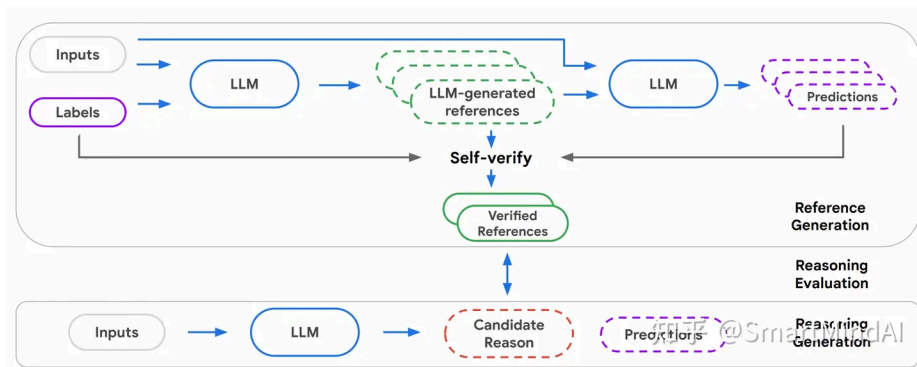 Inputs
LLM
LLM-generated
references
LLM
Predictions
Labels
Self-verify
Verified
References
Reference
Generation
Reasoning
Evaluation
Inputs
LLM
Candidate
Reason
Predictions
Reasoning
Generation
知乎 @SmartMindAI